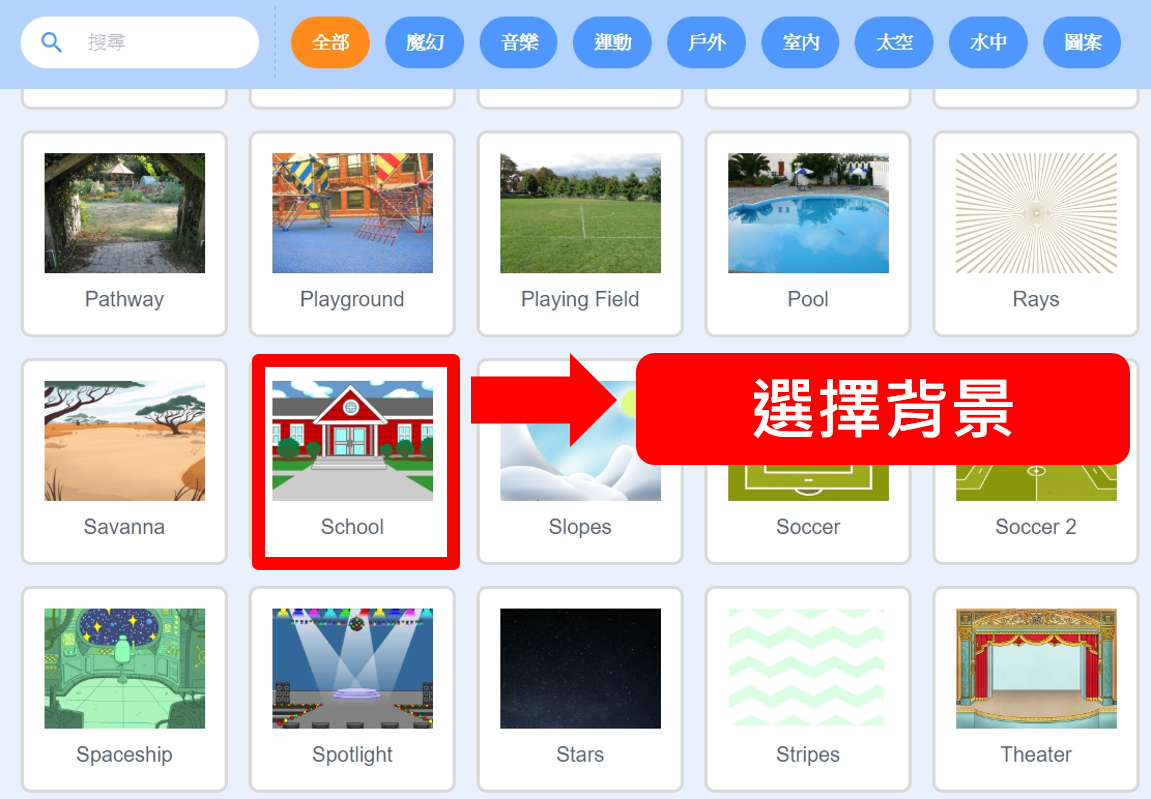 搜尋
全部
魔幻
音樂
運動
戶外
室內
太空
水中
圖案
Pathway
Playground
Playing Field
Pool
Rays
選擇背景
Savanna
School
Slopes
Soccer
Soccer 2
Spaceship
Spotlight
Stars
Stripes
Theater